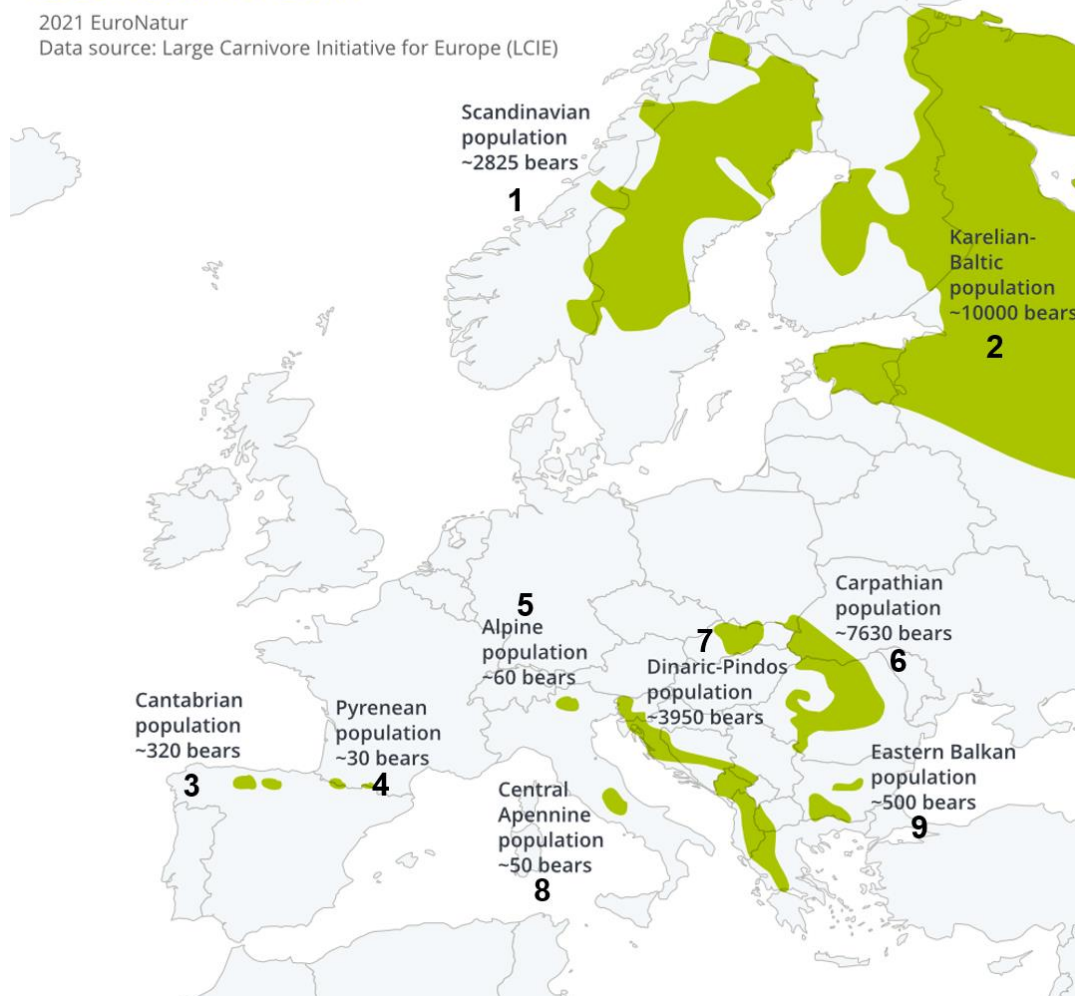 2021 EuroNatur
Data source: Large Carnivore Initiative for Europe (LCIE)
Scandinavian
population
~2825 bears
1
Karelian-
Baltic
population
~10000 bears
2
Carpathian
population
~7630 bears
6
5
Alpine
population
~60 bears
7
Dinaric-Pindos
population
~3950 bears
Cantabrian
population
~320 bears
3
Pyrenean
population
~30 bears
4
Eastern Balkan
population
~500 bears
9
Central
Apennine
population
~50 bears
8